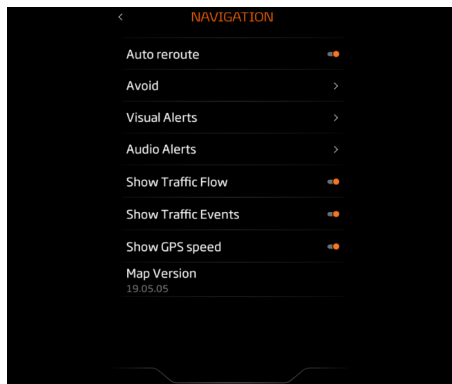 NAVIGATION
Auto reroute
Avoid
Visual Alerts
Audio Alerts
Show Traffic Flow
Show Traffic Events
Show GPS speed
Map Version
19.05.05